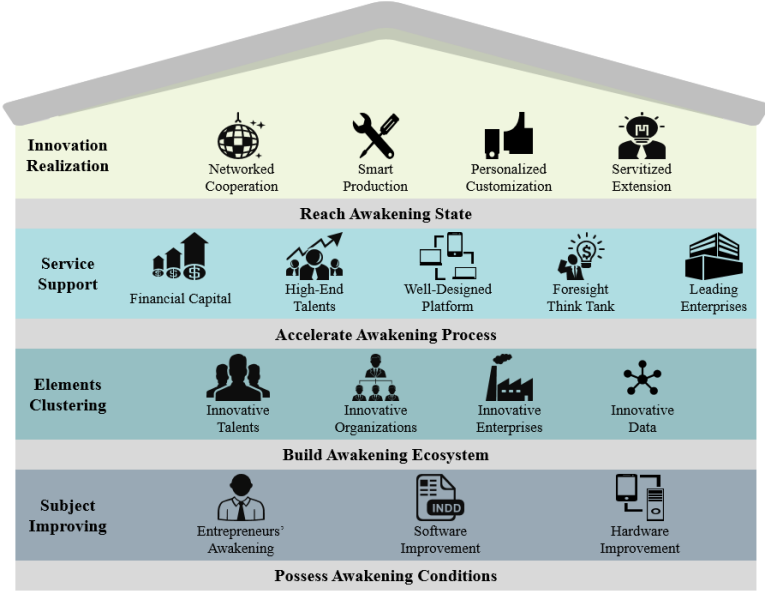 Innovation
Realization
Networked
Cooperation
Smart
Production
Personalized
Customization
Servitized
Extension
Reach Awakening State
Service
Support
Financial Capital
High-End
Talents
Well-Designed
Platform
Foresight
Think Tank
Leading
Enterprises
Accelerate Awakening Process
Elements
Clustering
Innovative
Talents
Innovative
Organizations
Innovative
Enterprises
Innovative
Data
Build Awakening Ecosystem
Subject
Improving
Entrepreneurs’
Awakening
INDD
Software
Improvement
Hardware
Improvement
Possess Awakening Conditions